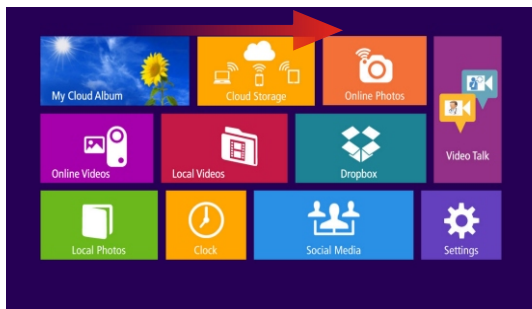 My Cloud Album
Cloud Storage
Online Photos
Video Talk
Online Videos
Local Videos
Dropbox
Local Photos
Clock
Social Media
Settings